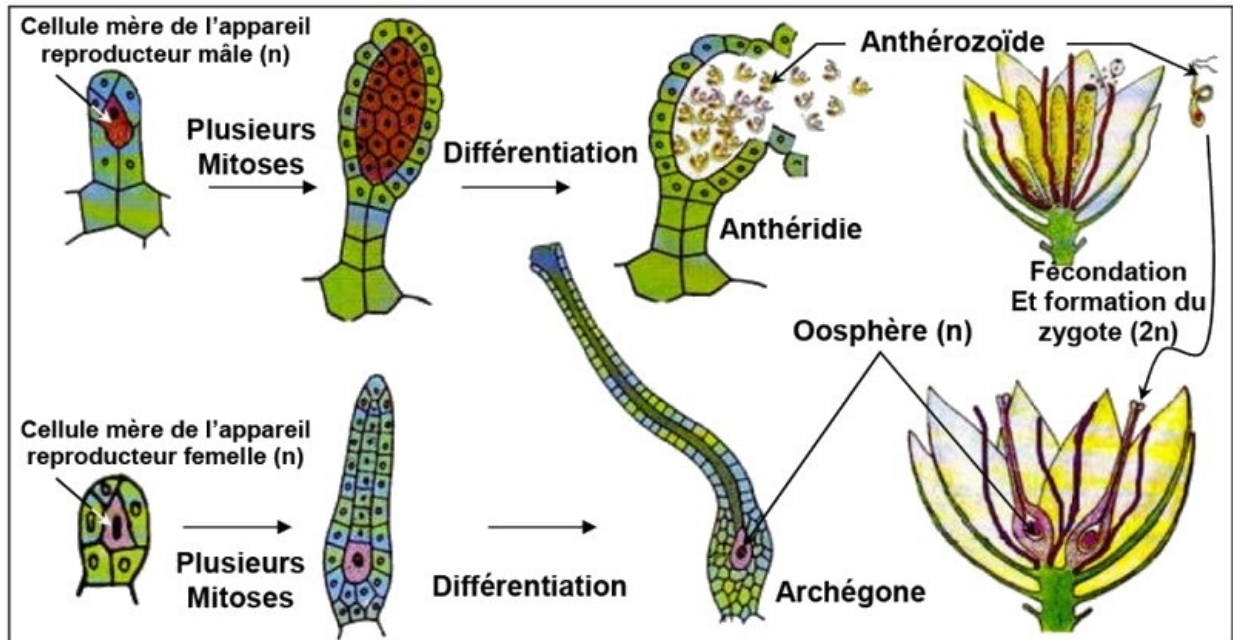 Cellule mère de l’appareil
reproducteur mâle (n)
Plusieurs
Mitoses
Différentiation
Anthérozoïde
Anthéridie
Fécondation
Et formation du
zygote (2n)
Oosphère (n)
Cellule mère de l’appareil
reproducteur femelle (n)
Plusieurs
Mitoses
Différentiation
Archégone